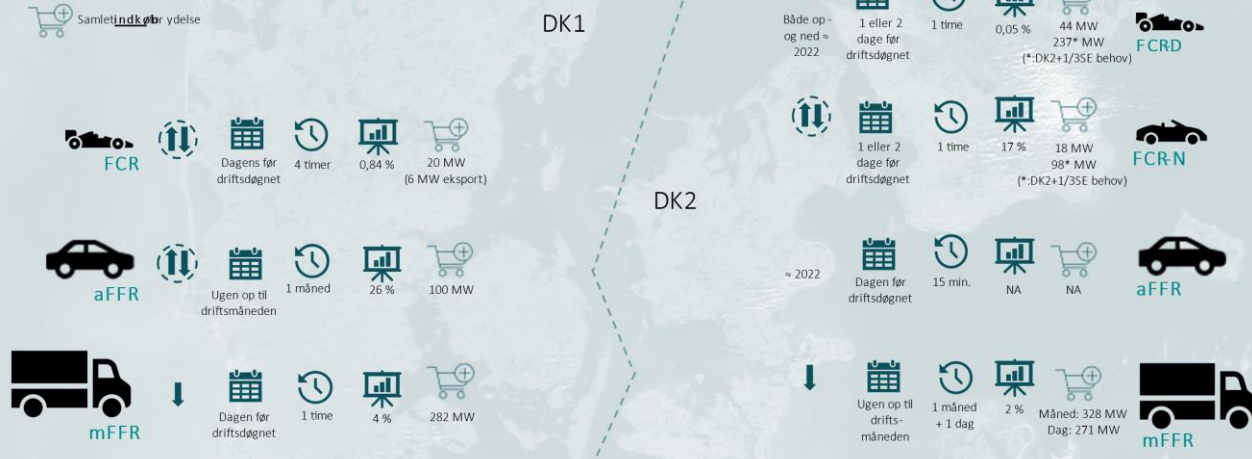 Samlet indkøb for ydelse
DK1
Både op -
og ned ≈
2022
1 eller 2
dage før
driftsdøgnet
1 time
0,05 %
44 MW
237* MW
(*:DK2+1/3SE behov)
FCR-D
FCR
Dagens før
driftsdøgnet
4 timer
0,84 %
20 MW
(6 MW eksport)
1 eller 2
dage før
driftsdøgnet
1 time
17 %
18 MW
98* MW
(*:DK2+1/3SE behov)
FCR-N
DK2
aFFR
Ugen op til
driftsmåneden
1 måned
26 %
100 MW
≈ 2022
Dagen før
driftsdøgnet
15 min.
NA
NA
aFFR
mFFR
Dagen før
driftsdøgnet
1 time
4 %
282 MW
Ugen op til
drifts-
måneden
1 måned
+ 1 dag
2 %
Måned: 328 MW
Dag: 271 MW
mFFR